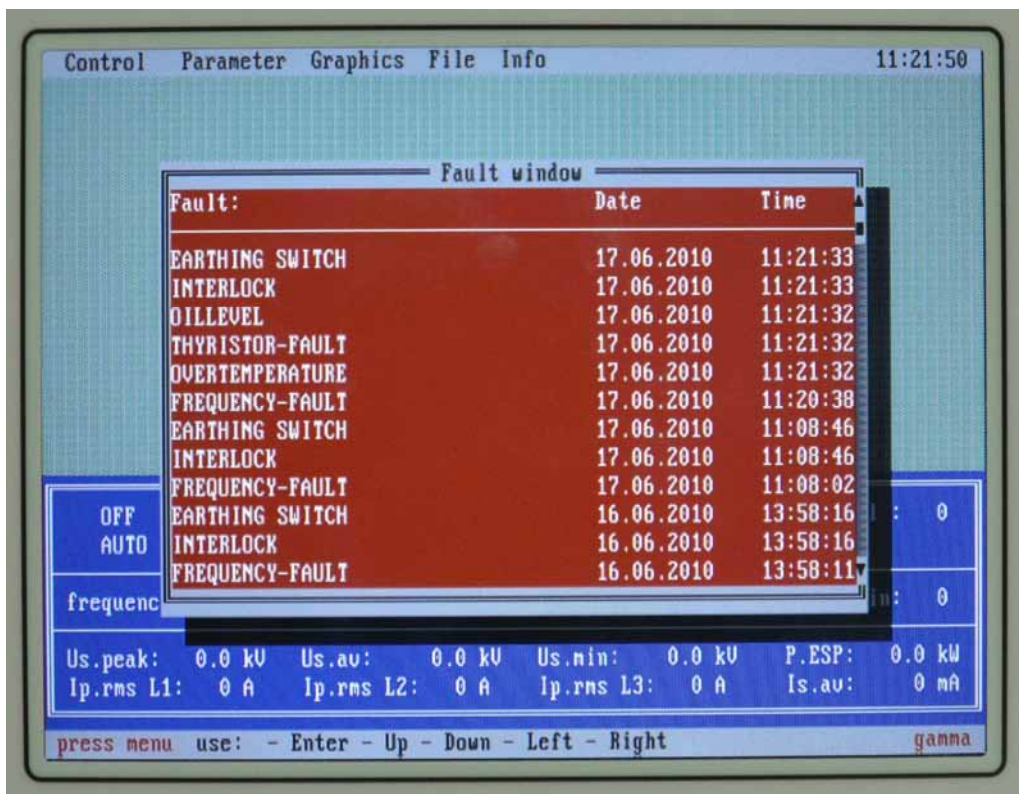 Control Parameter Graphics File Info 11:21:50
Fault window
Fault: Date Time
EARTHING SWITCH 17.06.2010 11:21:33
INTERLOCK 17.06.2010 11:21:33
OILLEVEL 17.06.2010 11:21:32
THYRISTOR-FAULT 17.06.2010 11:21:32
OVERTEMPERATURE 17.06.2010 11:21:32
FREQUENCY-FAULT 17.06.2010 11:20:38
EARTHING SWITCH 17.06.2010 11:08:46
INTERLOCK 17.06.2010 11:08:46
FREQUENCY-FAULT 17.06.2010 11:08:02
OFF EARTHING SWITCH 16.06.2010 13:58:16 : 0
AUTO INTERLOCK 16.06.2010 13:58:16
FREQUENCY-FAULT 16.06.2010 13:58:11
frequenc in: 0
Us.peak: 0.0 kV Us.av: 0.0 kV Us.min: 0.0 kV P.ESP: 0.0 kW
Ip.rms L1: 0 A Ip.rms L2: 0 A Ip.rms L3: 0 A Is.av: 0 mA
press menu use: - Enter - Up - Down - Left - Right gamma